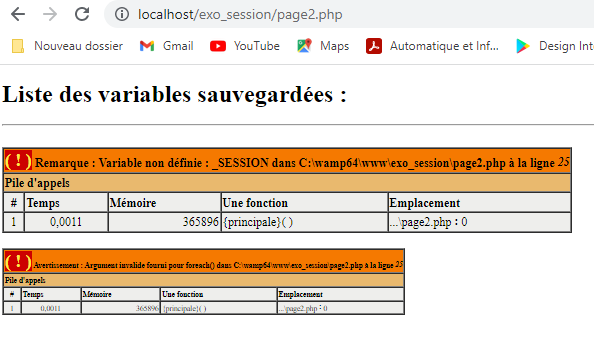 localhost/exo_session/page2.php
Nouveau dossier Gmail YouTube Maps Automatique et Inf... Design Inte
Liste des variables sauvegardées :
( ! ) Remarque : Variable non définie : _SESSION dans C:\wamp64\www\exo_session\page2.php à la ligne 25
Pile d'appels
# Temps Mémoire Une fonction Emplacement
1 0,0011 365896 {principale}( ) ...\page2.php : 0
( ! ) Avertissement : Argument invalide fourni pour foreach() dans C:\wamp64\www\exo_session\page2.php à la ligne 25
Pile d'appels
# Temps Mémoire Une fonction Emplacement
1 0,0011 365896 {principale}( ) ...\page2.php : 0